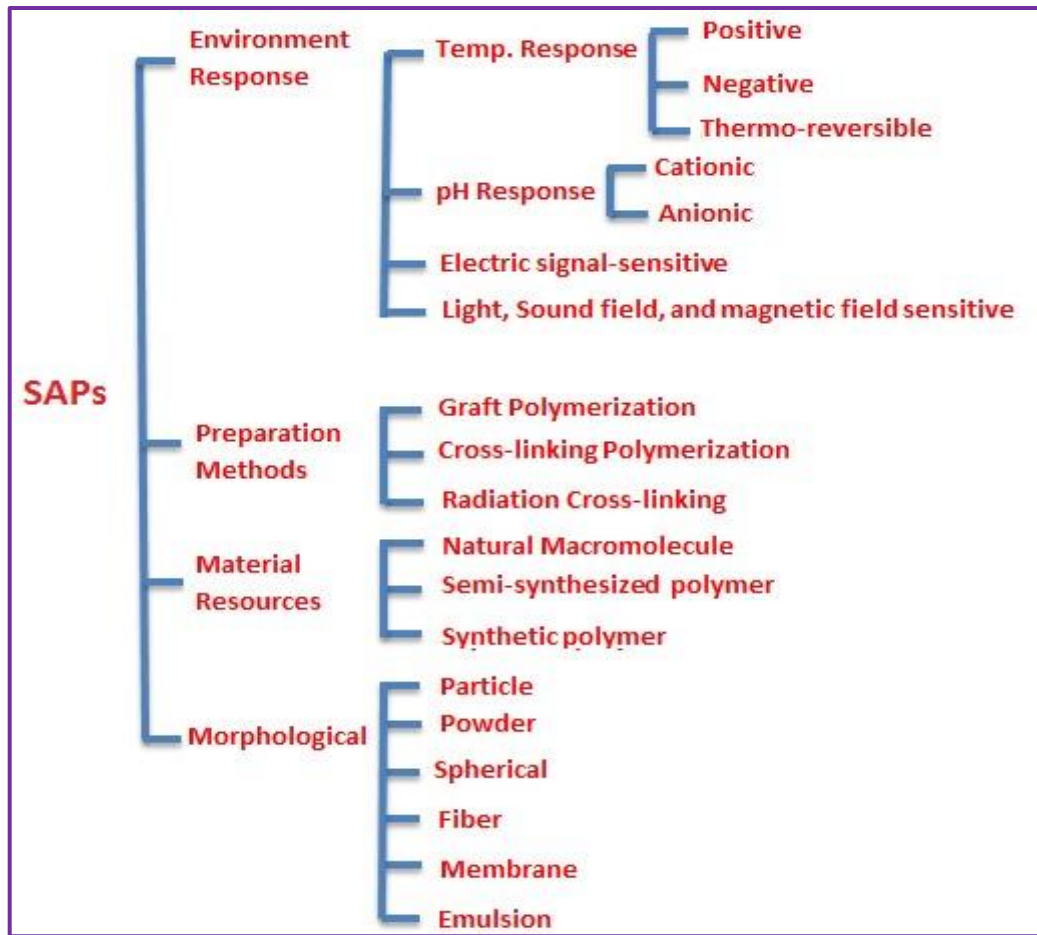 Environment
Response
Temp. Response
Positive
Negative
Thermo-reversible
pH Response
Cationic
Anionic
Electric signal-sensitive
Light, Sound field, and magnetic field sensitive
SAPs
Preparation
Methods
Graft Polymerization
Cross-linking Polymerization
Radiation Cross-linking
Material
Resources
Natural Macromolecule
Semi-synthesized polymer
Synthetic polymer
Morphological
Particle
Powder
Spherical
Fiber
Membrane
Emulsion